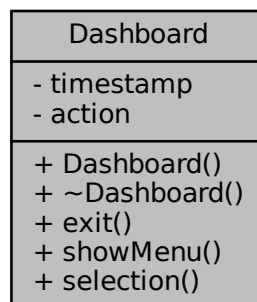 Dashboard
- timestamp
- action
+ Dashboard()
+ ~Dashboard()
+ exit()
+ showMenu()
+ selection()